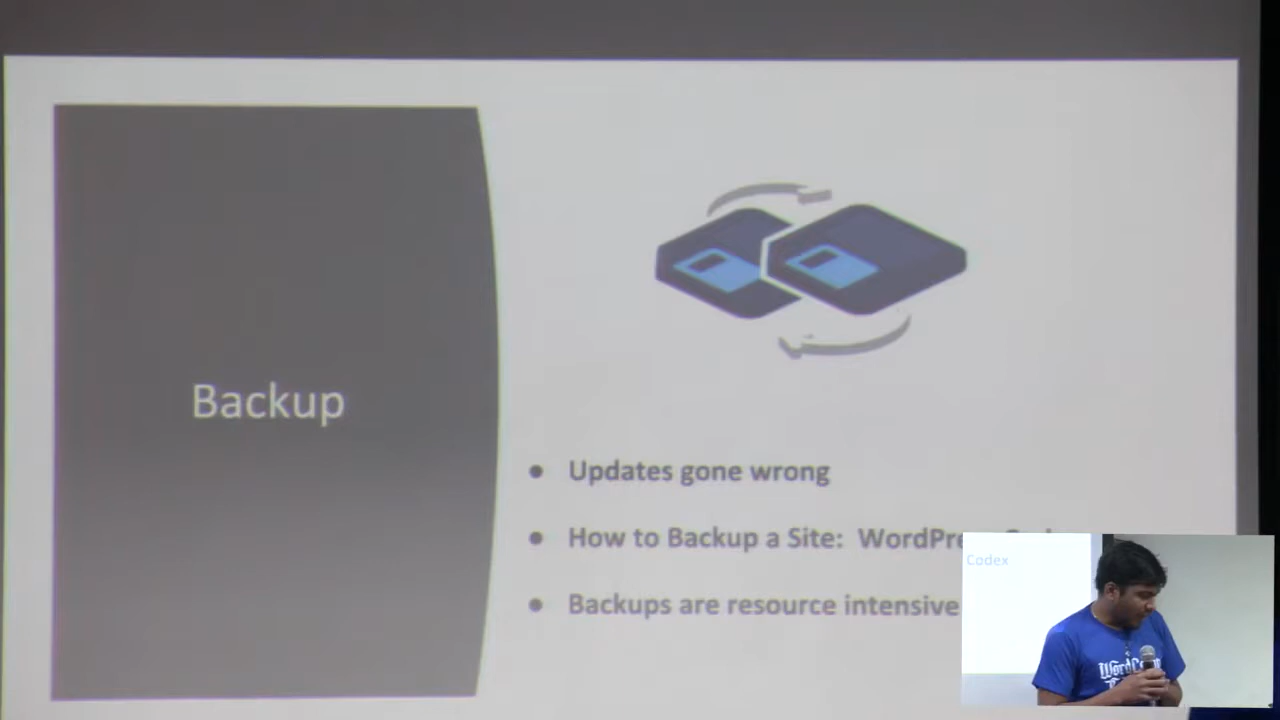 Backup
● Updates gone wrong
● How to Backup a Site: WordPre
● Backups are resource intensive
Codex